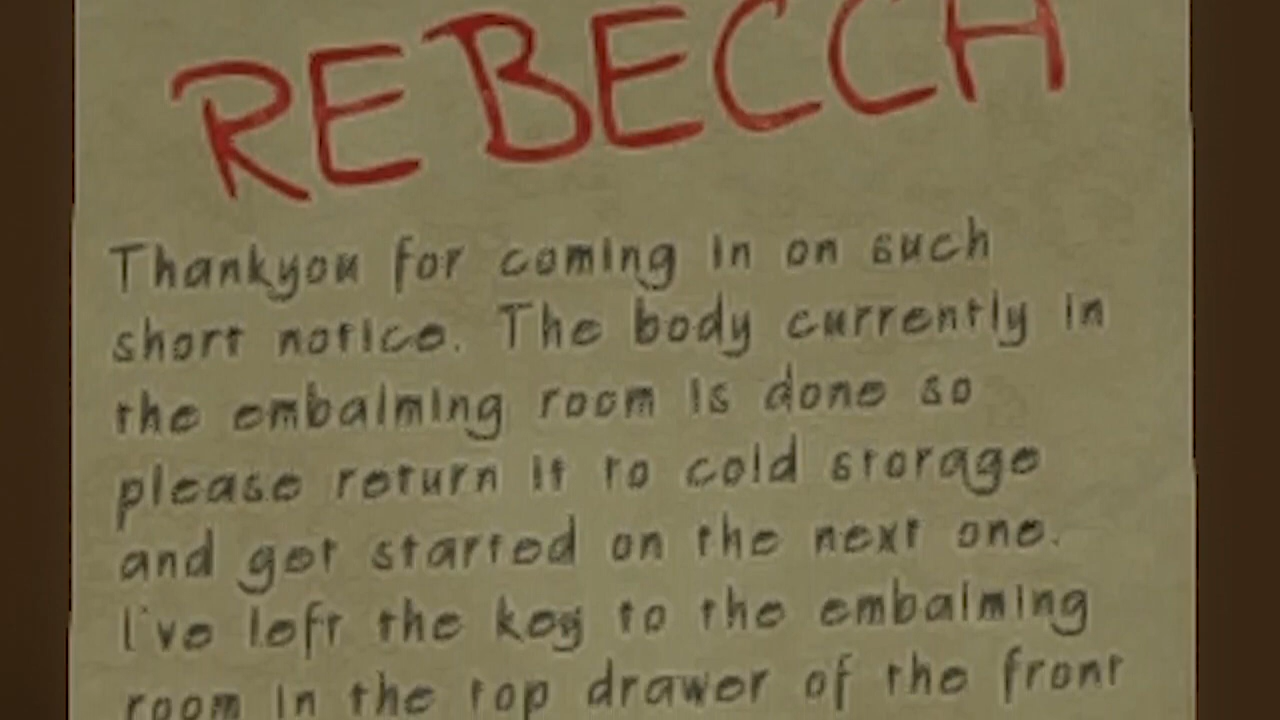 REBECCA
Thankyou for coming in on such
short notice. The body currently in
the embalming room is done so
please return it to cold storage
and get started on the next one.
I've left the key to the embalming
room in the top drawer of the front